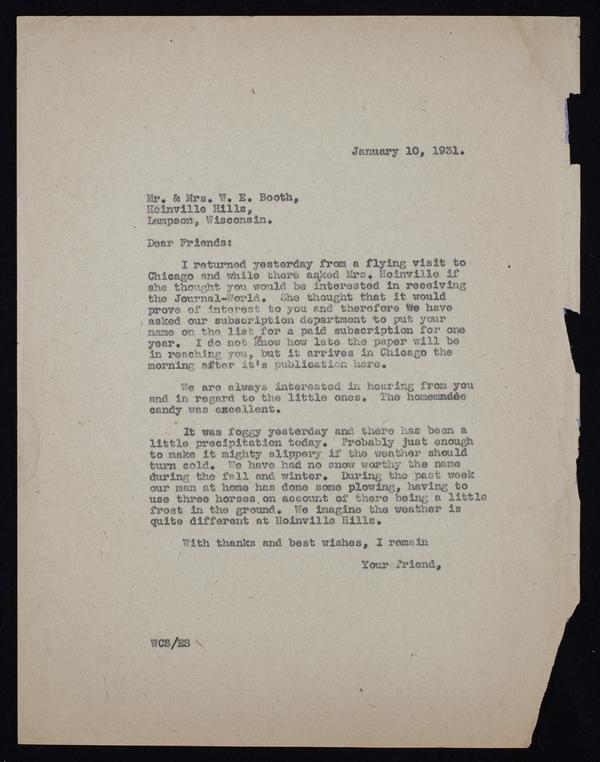 January 10, 1931.
Mr. & Mrs. W. E. Booth,
Hoinville Hills,
Lampson, Wisconsin.
Dear Friends:
I returned yesterday from a flying visit to
Chicago and while there asked Mrs. Hoinville if
she thought you would be interested in receiving
the Journal-World. She thought that it would
prove of interest to you and therefore We have
asked our subscription department to put your
name on the list for a paid subscription for one
year. I do not know how late the paper will be
in reaching you, but it arrives in Chicago the
morning after it's publication here.
We are always interested in hearing from you
and in regard to the little ones. The homemadée
candy was excellent.
It was foggy yesterday and there has been a
little precipitation today. Probably just enough
to make it mighty slippery if the weather should
turn cold. We have had no snow worthy the name
during the fall and winter. During the past week
our man at home has done some plowing, having to
use three horses on account of there being a little
frost in the ground. We imagine the weather is
quite different at Hoinville Hills.
With thanks and best wishes, I remain
Your friend,
WCS/ES